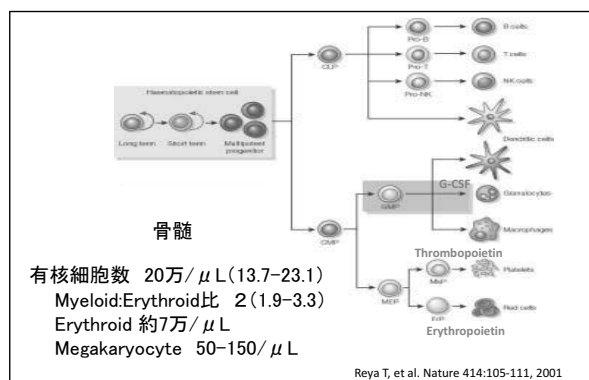 Haematopoietic stem cell
Long term
Short term
Multipotent
progenitor
CLP
Pro-B
B cells
Pro-T
T cells
Pro-NK
NK cells
Dendritic cells
G-CSF
GMP
Granulocytes
CMP
Macrophages
Thrombopoietin
MEP
MkP
Platelets
Red cells
Erythropoietin
骨髄
有核細胞数 20万/μL(13.7-23.1)
Myeloid:Erythroid比 2(1.9-3.3)
Erythroid 約7万/μL
Megakaryocyte 50-150/μL
Reya T, et al. Nature 414:105-111, 2001